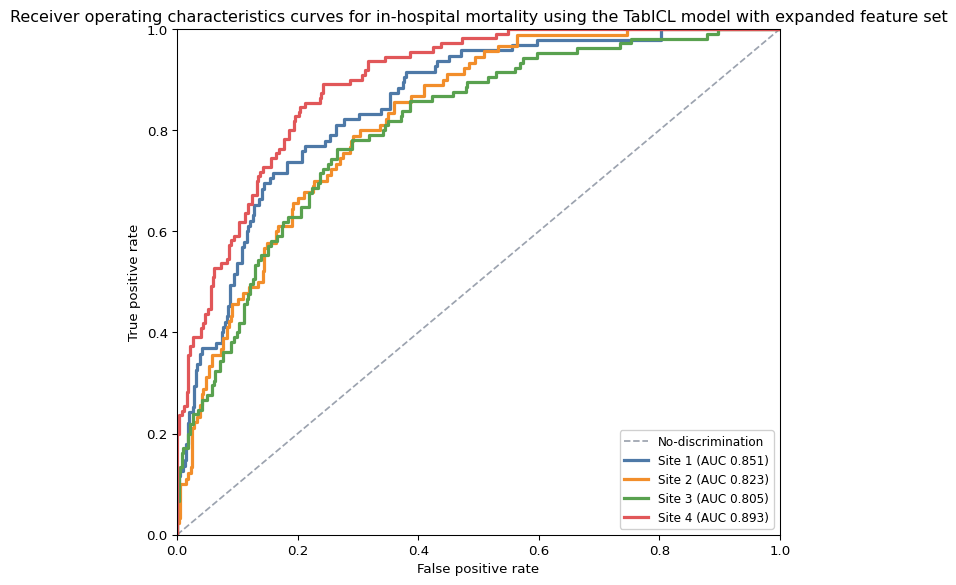 Receiver operating characteristics curves for in-hospital mortality using the TabICL model with expanded feature set
1.0
0.8
0.6
0.4
0.2
0.0
True positive rate
No-discrimination
Site 1 (AUC 0.851)
Site 2 (AUC 0.823)
Site 3 (AUC 0.805)
Site 4 (AUC 0.893)
0.0 0.2 0.4 0.6 0.8 1.0
False positive rate